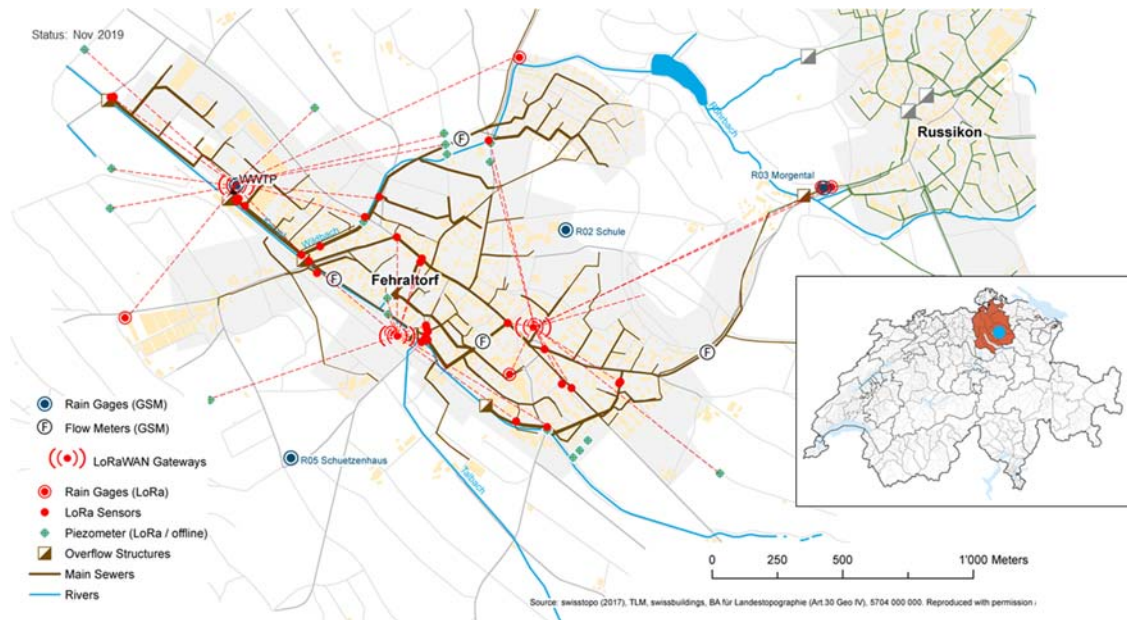 Status: Nov 2019
F
Russikon
Röhrbach
R03 Morgental
WWTP
R02 Schule
Wildbach
F
Fehraltorf
F
F
Rain Gages (GSM)
F Flow Meters (GSM)
LoRaWAN Gateways
R05 Schuetzenhaus
Talbach
Rain Gages (LoRa)
LoRa Sensors
Piezometer (LoRa / offline)
Overflow Structures
Main Sewers
Rivers
0 250 500 1'000 Meters
Source: swisstopo (2017), TLM, swissbuildings, BA für Landestopographie (Art.30 Geo IV), 5704 000 000. Reproduced with permission